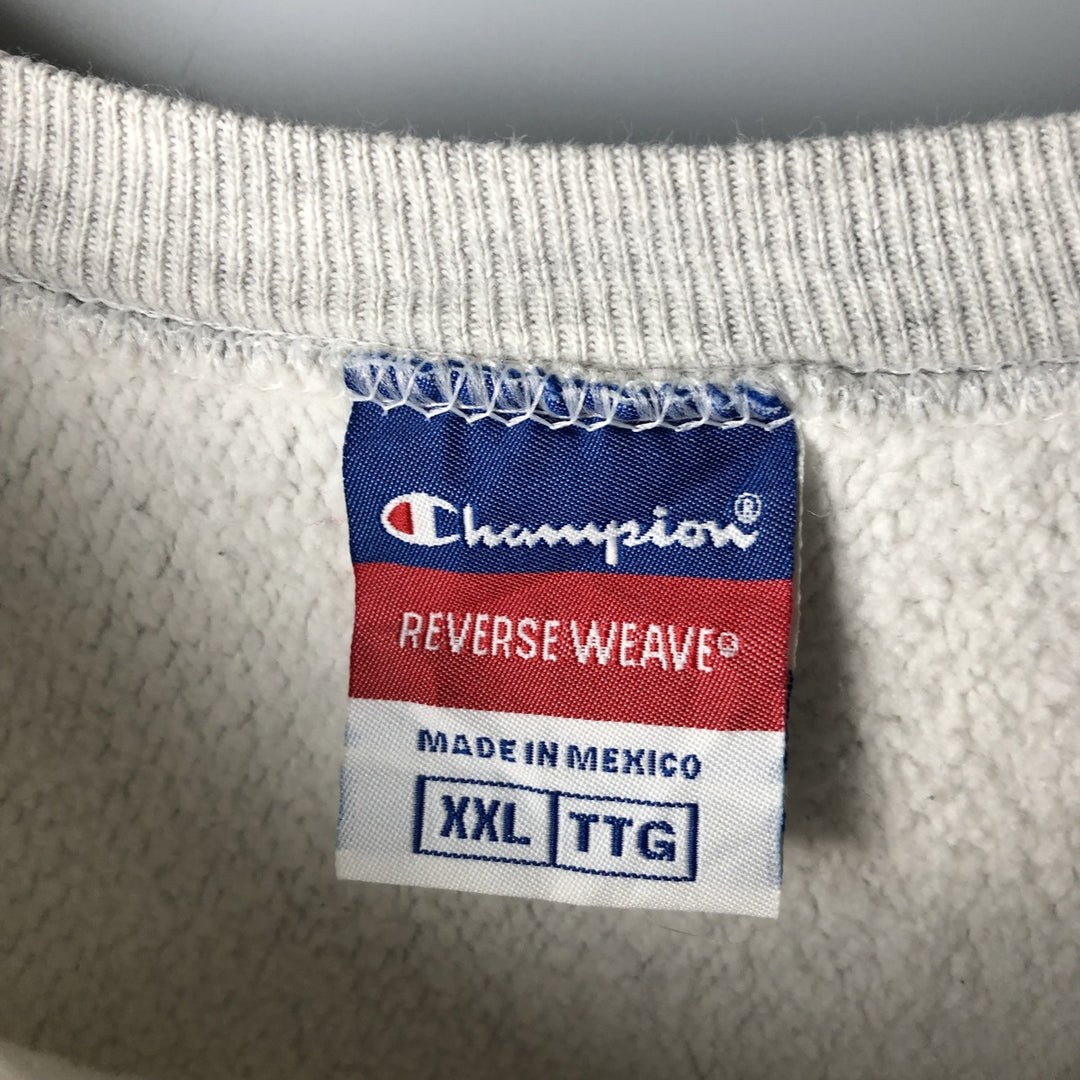 Champion®
REVERSE WEAVE®
MADE IN MEXICO
XXL TTG